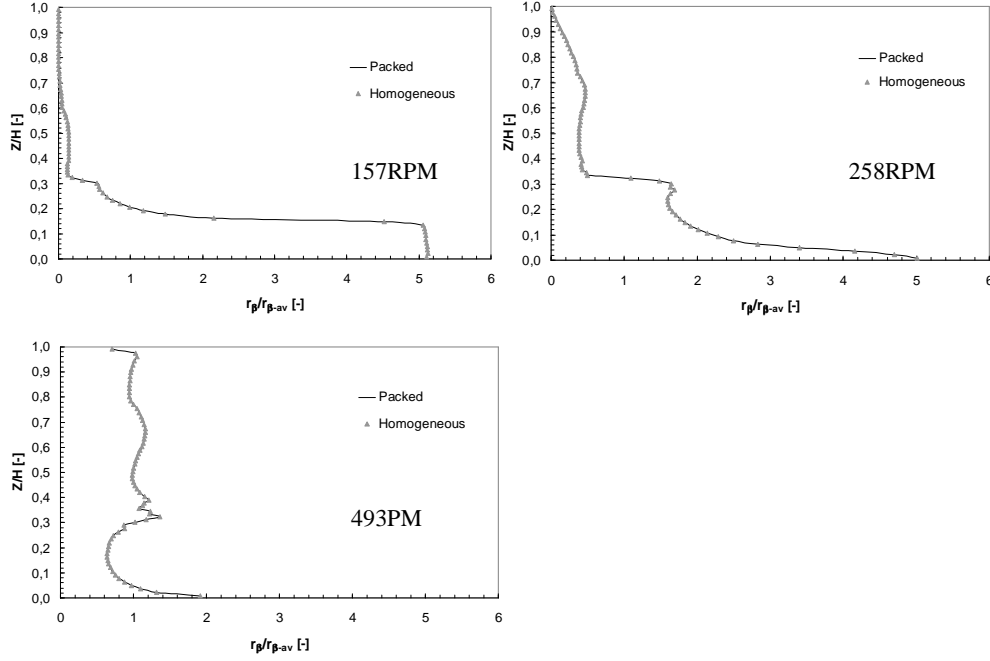 1,0
0,9
0,8
0,7
0,6
0,5
0,4
0,3
0,2
0,1
0,0
Z/H [-]
Packed
Homogeneous
157RPM
0 1 2 3 4 5 6
rβ/rβ-av [-]
1,0
0,9
0,8
0,7
0,6
0,5
0,4
0,3
0,2
0,1
0,0
Z/H [-]
Packed
Homogeneous
258RPM
0 1 2 3 4 5 6
rβ/rβ-av [-]
1,0
0,9
0,8
0,7
0,6
0,5
0,4
0,3
0,2
0,1
0,0
Z/H [-]
Packed
Homogeneous
493PM
0 1 2 3 4 5 6
rβ/rβ-av [-]